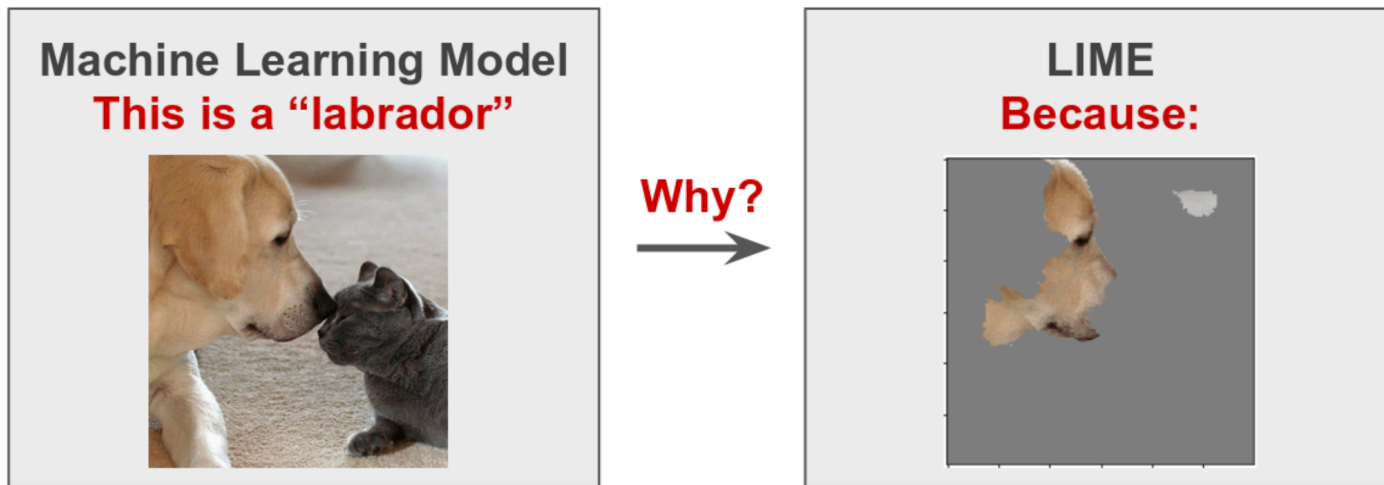 Machine Learning Model
This is a “labrador”
Why?
LIME
Because: